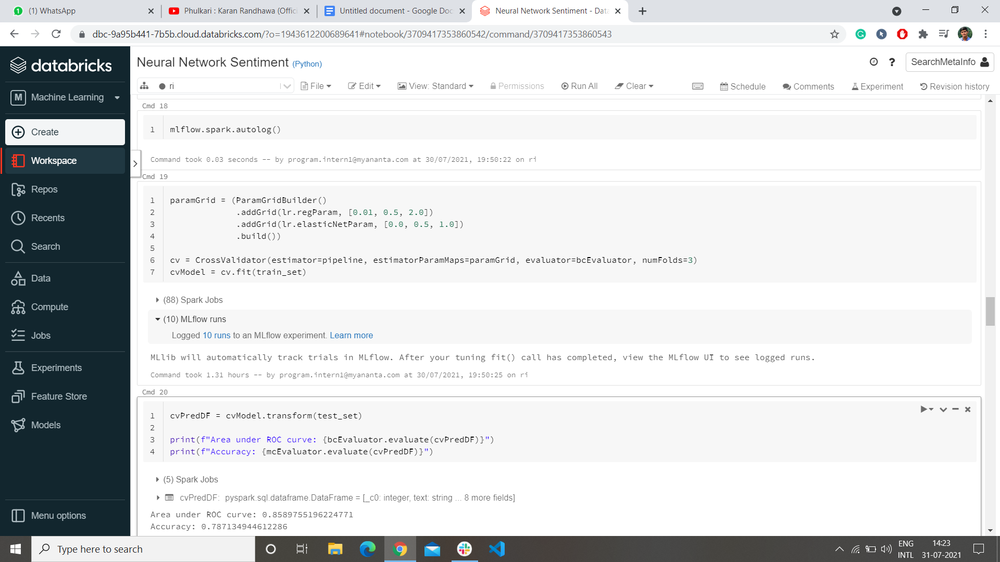 (1) WhatsApp
Phulkari : Karan Randhawa (Offici
Untitled document - Google Doc
Neural Network Sentiment - Data
dbc-9a95b441-7b5b.cloud.databricks.com/?o=1943612200689641#notebook/3709417353860542/command/3709417353860543
databricks
Neural Network Sentiment (Python)
SearchMetaInfo
ri
File
Edit
View: Standard
Permissions
Run All
Clear
Schedule
Comments
Experiment
Revision history
M Machine Learning
Create
Workspace
Repos
Recents
Search
Data
Compute
Jobs
Experiments
Feature Store
Models
Menu options
Cmd 18
1 mlflow.spark.autolog()
Command took 0.03 seconds -- by program.intern1@myananta.com at 30/07/2021, 19:50:22 on ri
Cmd 19
1 paramGrid = (ParamGridBuilder()
2 .addGrid(lr.regParam, [0.01, 0.5, 2.0])
3 .addGrid(lr.elasticNetParam, [0.0, 0.5, 1.0])
4 .build())
5
6 cv = CrossValidator(estimator=pipeline, estimatorParamMaps=paramGrid, evaluator=bcEvaluator, numFolds=3)
7 cvModel = cv.fit(train_set)
(88) Spark Jobs
(10) MLflow runs
Logged 10 runs to an MLflow experiment. Learn more
MLlib will automatically track trials in MLflow. After your tuning fit() call has completed, view the MLflow UI to see logged runs.
Command took 1.31 hours -- by program.intern1@myananta.com at 30/07/2021, 19:50:25 on ri
Cmd 20
1 cvPredDF = cvModel.transform(test_set)
2
3 print(f"Area under ROC curve: {bcEvaluator.evaluate(cvPredDF)}")
4 print(f"Accuracy: {mcEvaluator.evaluate(cvPredDF)}")
(5) Spark Jobs
cvPredDF: pyspark.sql.dataframe.DataFrame = [_c0: integer, text: string ... 8 more fields]
Area under ROC curve: 0.8589755196224771
Accuracy: 0.787134944612286
Type here to search
ENG
INTL
14:23
31-07-2021